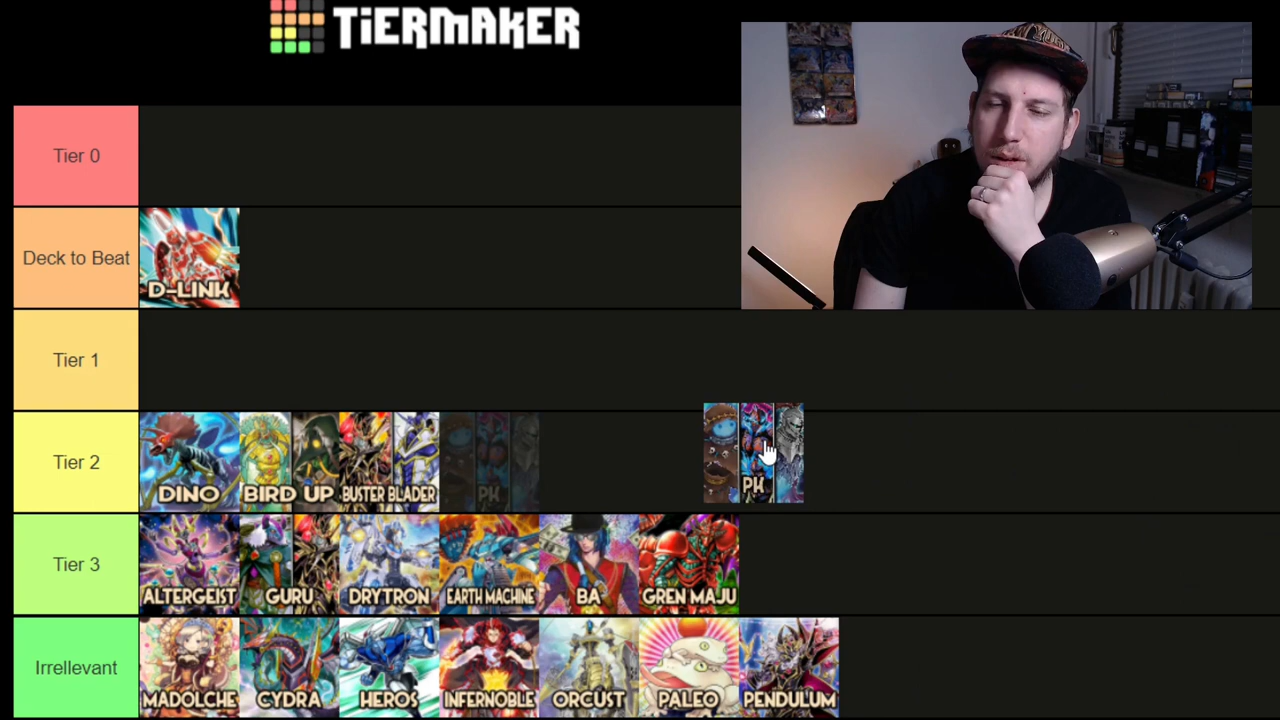 TiERMAKER
Tier 0
Deck to Beat
D-LINK
Tier 1
Tier 2
DINO
BIRD UP
BUSTER BLADER
PK
PK
Tier 3
ALTERGEIST
GURU
DRYTRON
EARTH MACHINE
BA
GREN MAJU
Irrellevant
MADOLCHE
CYDRA
HEROS
INFERNOBLE
ORCUST
PALEO
PENDULUM